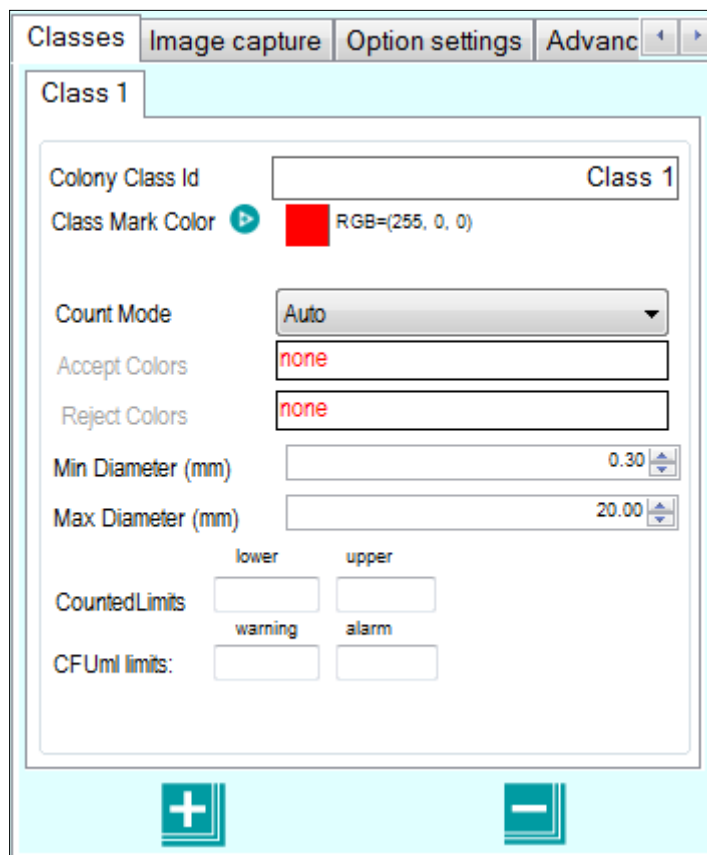 Classes Image capture Option settings Advanc
Class 1
Colony Class Id Class 1
Class Mark Color RGB=(255, 0, 0)
Count Mode Auto
Accept Colors none
Reject Colors none
Min Diameter (mm) 0.30
Max Diameter (mm) 20.00
lower upper
CountedLimits
warning alarm
CFUml limits: